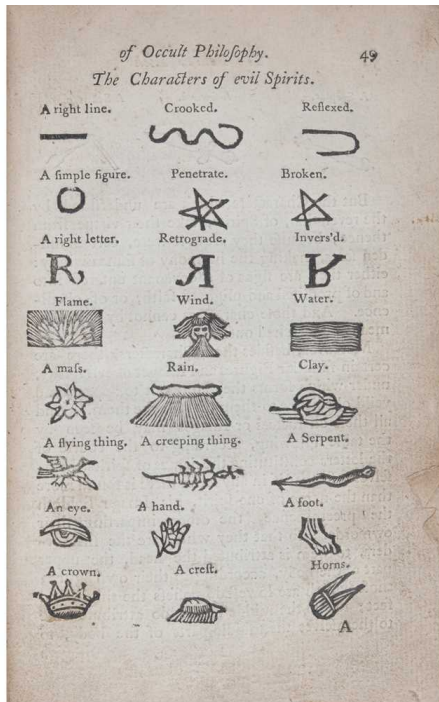 of Occult Philoſophy. 49
The Characters of evil Spirits.
A right line. Crooked. Reflexed.
A ſimple figure. Penetrate. Broken.
A right letter. Retrograde. Invers'd.
R R R
Flame. Wind. Water.
A maſs. Rain. Clay.
A flying thing. A creeping thing. A Serpent.
An eye. A hand. A foot.
A crown. A creſt. Horns.
A